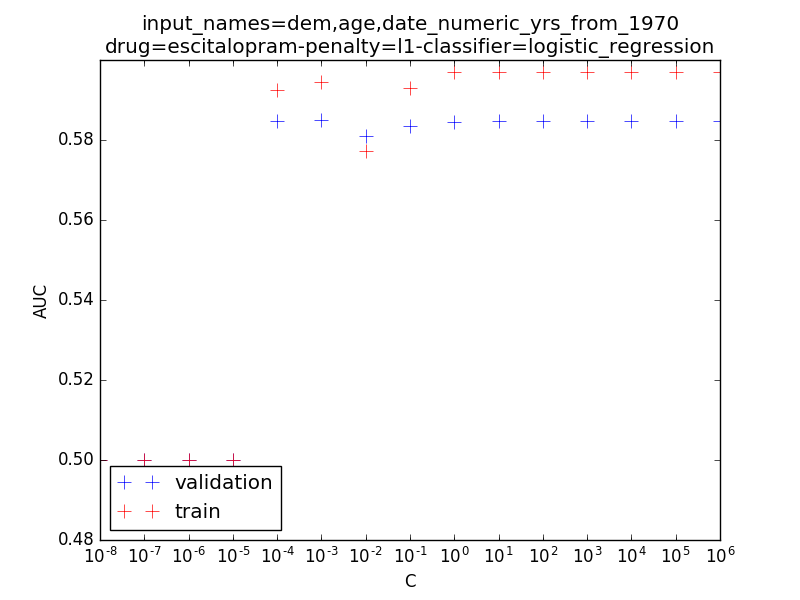 input_names=dem,age,date_numeric_yrs_from_1970
drug=escitalopram-penalty=l1-classifier=logistic_regression
AUC
0.58
0.56
0.54
0.52
0.50
0.48
validation
train
10^-8 10^-7 10^-6 10^-5 10^-4 10^-3 10^-2 10^-1 10^0 10^1 10^2 10^3 10^4 10^5 10^6
C